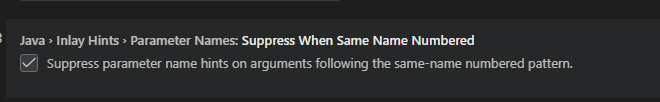 Java › Inlay Hints › Parameter Names: Suppress When Same Name Numbered
Suppress parameter name hints on arguments following the same-name numbered pattern.